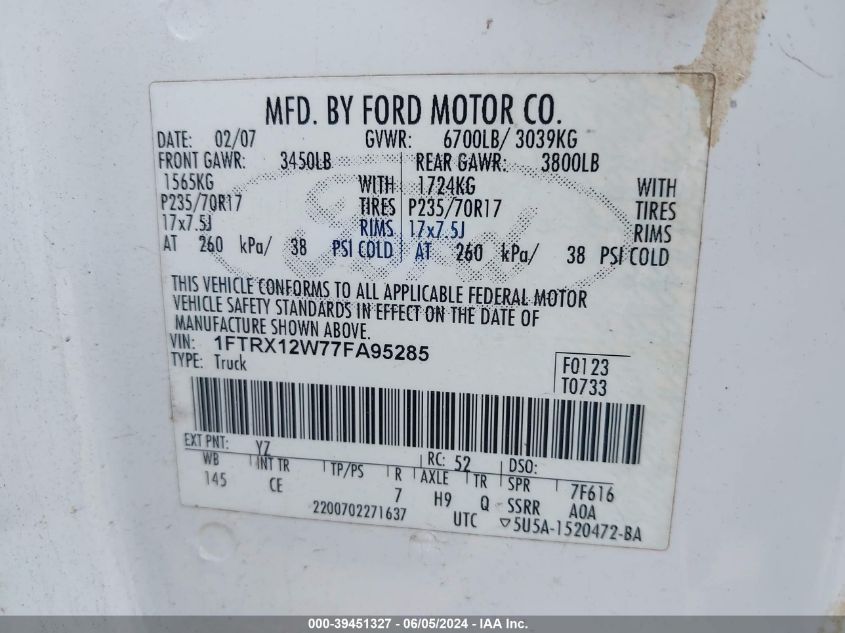 MFD. BY FORD MOTOR CO.
DATE: 02/07 GVWR: 6700LB/ 3039KG
FRONT GAWR: 3450LB REAR GAWR: 3800LB
1565KG WITH 1724KG WITH
P235/70R17 TIRES P235/70R17 TIRES
17x7.5J RIMS 17x7.5J RIMS
AT 260 kPa/ 38 PSI COLD AT 260 kPa/ 38 PSI COLD
Ford
THIS VEHICLE CONFORMS TO ALL APPLICABLE FEDERAL MOTOR
VEHICLE SAFETY STANDARDS IN EFFECT ON THE DATE OF
MANUFACTURE SHOWN ABOVE.
VIN: 1FTRX12W77FA95285
TYPE: Truck
F0123
T0733
EXT PNT: YZ RC: 52 DSO:
WB INT TR TP/PS R AXLE TR SPR 7F616
145 CE 7 H9 Q SSRR A0A
2200702271637 UTC ▽5U5A-1520472-BA
000-39451327 - 06/05/2024 - IAA Inc.